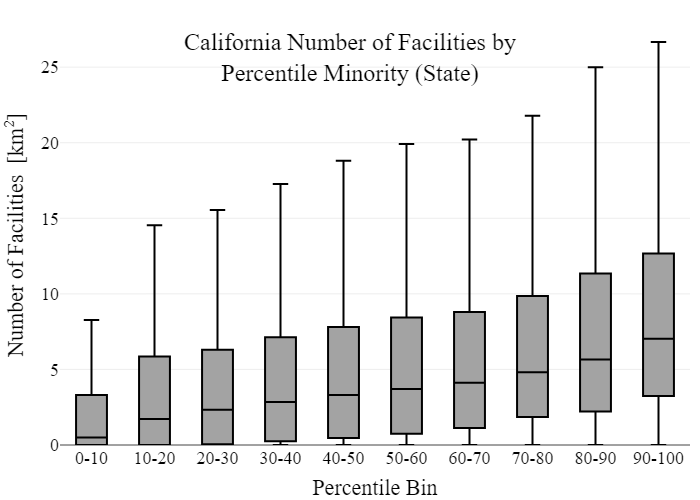 California Number of Facilities by
Percentile Minority (State)
Number of Facilities [km²]
25
20
15
10
5
0
0-10 10-20 20-30 30-40 40-50 50-60 60-70 70-80 80-90 90-100
Percentile Bin